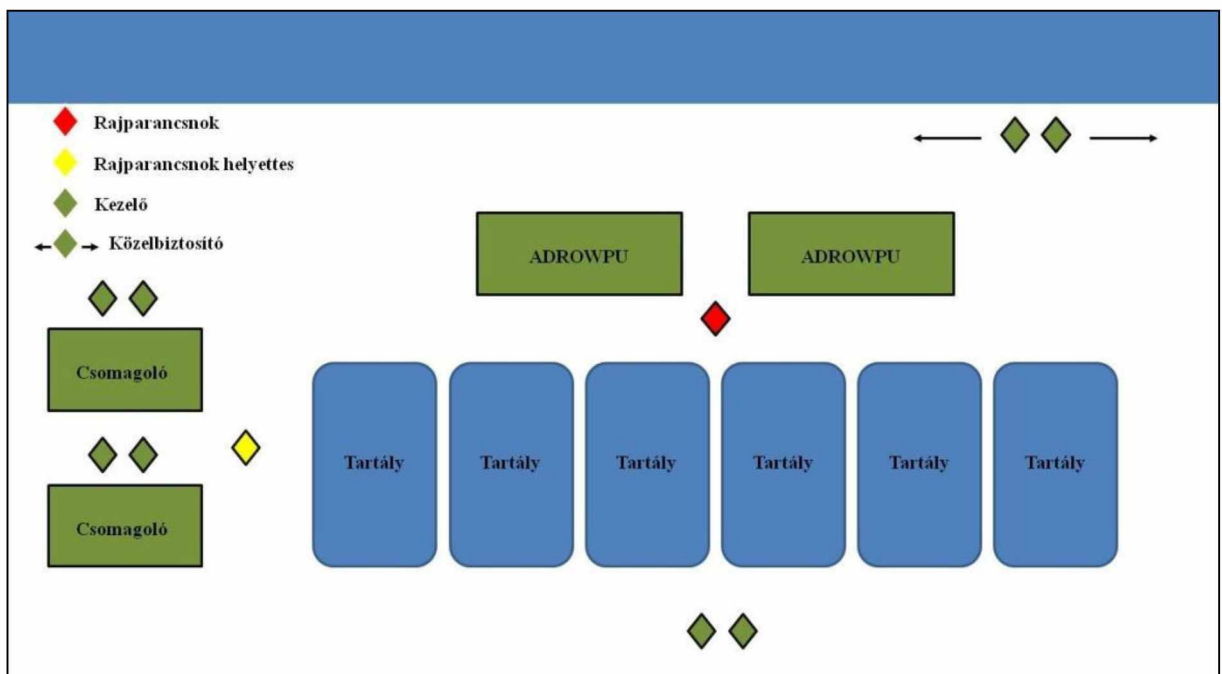 Rajparancsnok
Rajparancsnok helyettes
Kezelő
Közelbiztosító
ADROWPU
ADROWPU
Csomagoló
Csomagoló
Tartály
Tartály
Tartály
Tartály
Tartály
Tartály